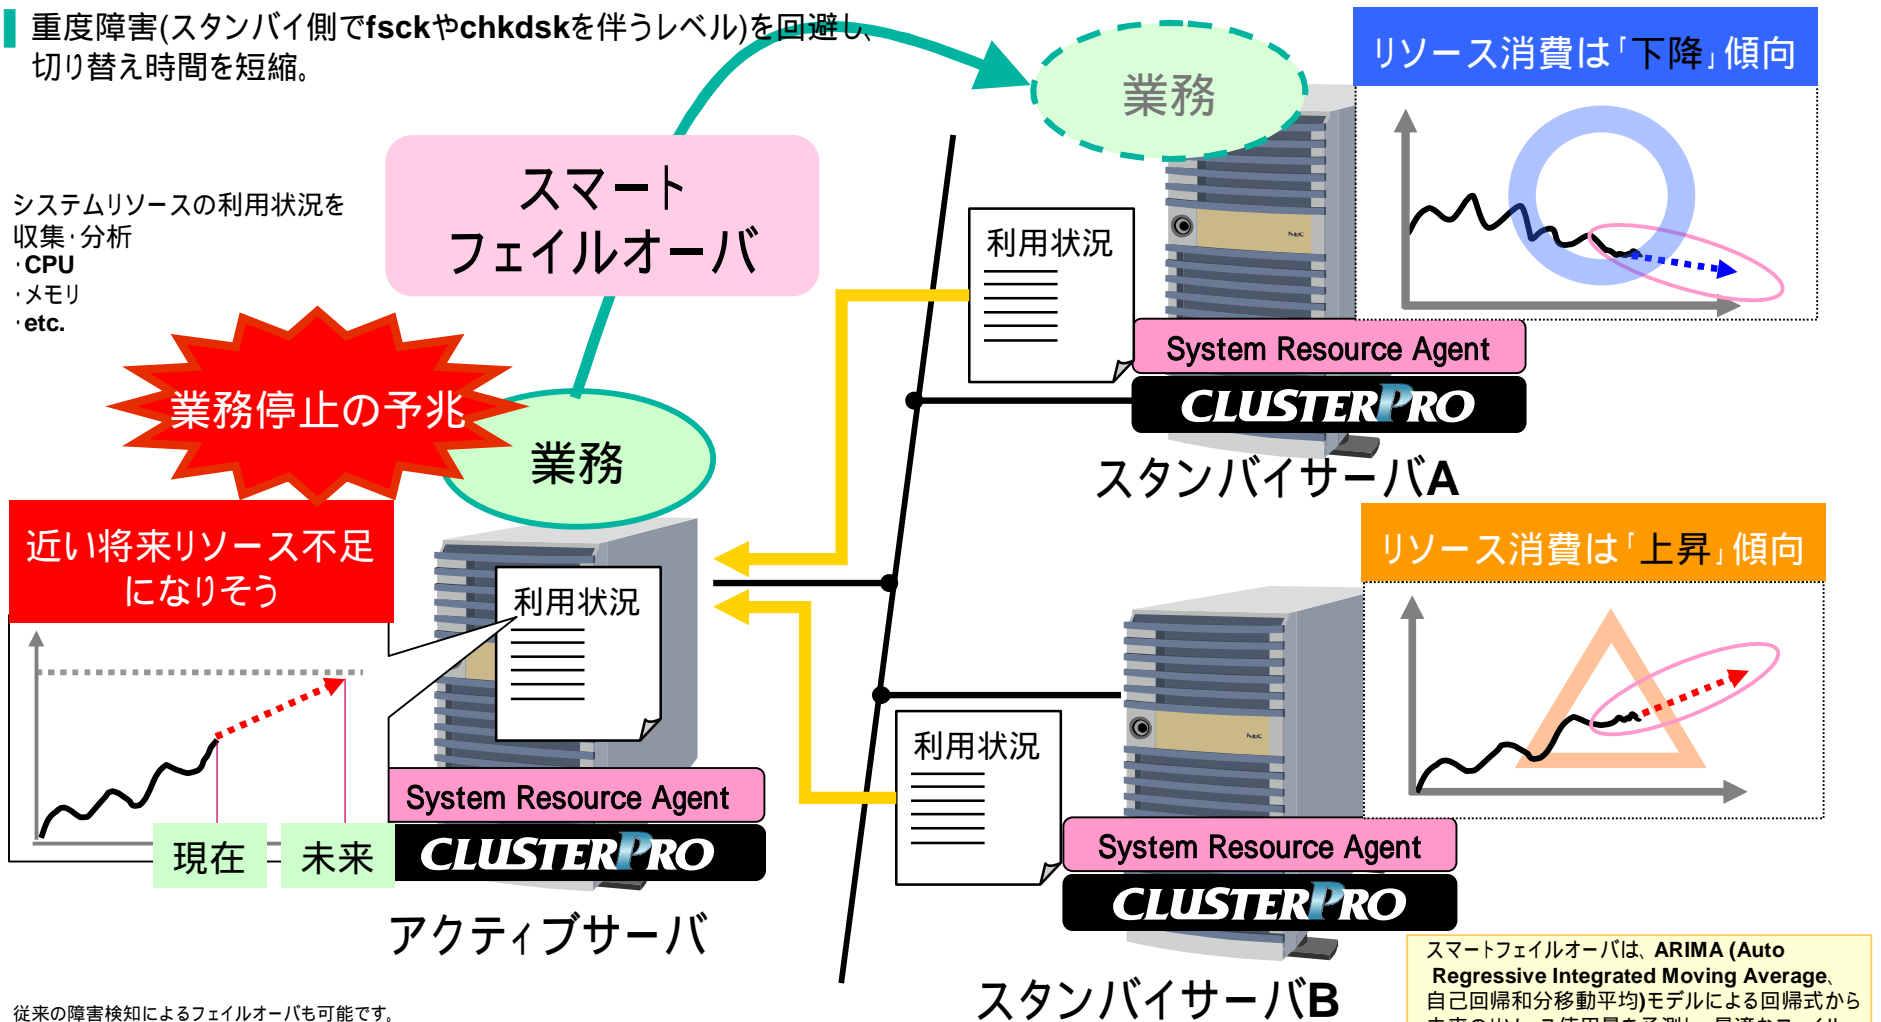 重度障害(スタンバイ側でfsckやchkdskを伴うレベル)を回避し、
切り替え時間を短縮。
システムリソースの利用状況を
収集・分析
・CPU
・メモリ
・etc.
スマート
フェイルオーバ
業務
リソース消費は「下降」傾向
利用状況
NEC
System Resource Agent
CLUSTERPRO
スタンバイサーバA
業務停止の予兆
業務
近い将来リソース不足
になりそう
利用状況
現在
未来
System Resource Agent
CLUSTERPRO
アクティブサーバ
リソース消費は「上昇」傾向
利用状況
NEC
System Resource Agent
CLUSTERPRO
スタンバイサーバB
スマートフェイルオーバは、ARIMA (Auto
Regressive Integrated Moving Average、
自己回帰和分移動平均)モデルによる回帰式から
従来の障害検知によるフェイルオーバも可能です。